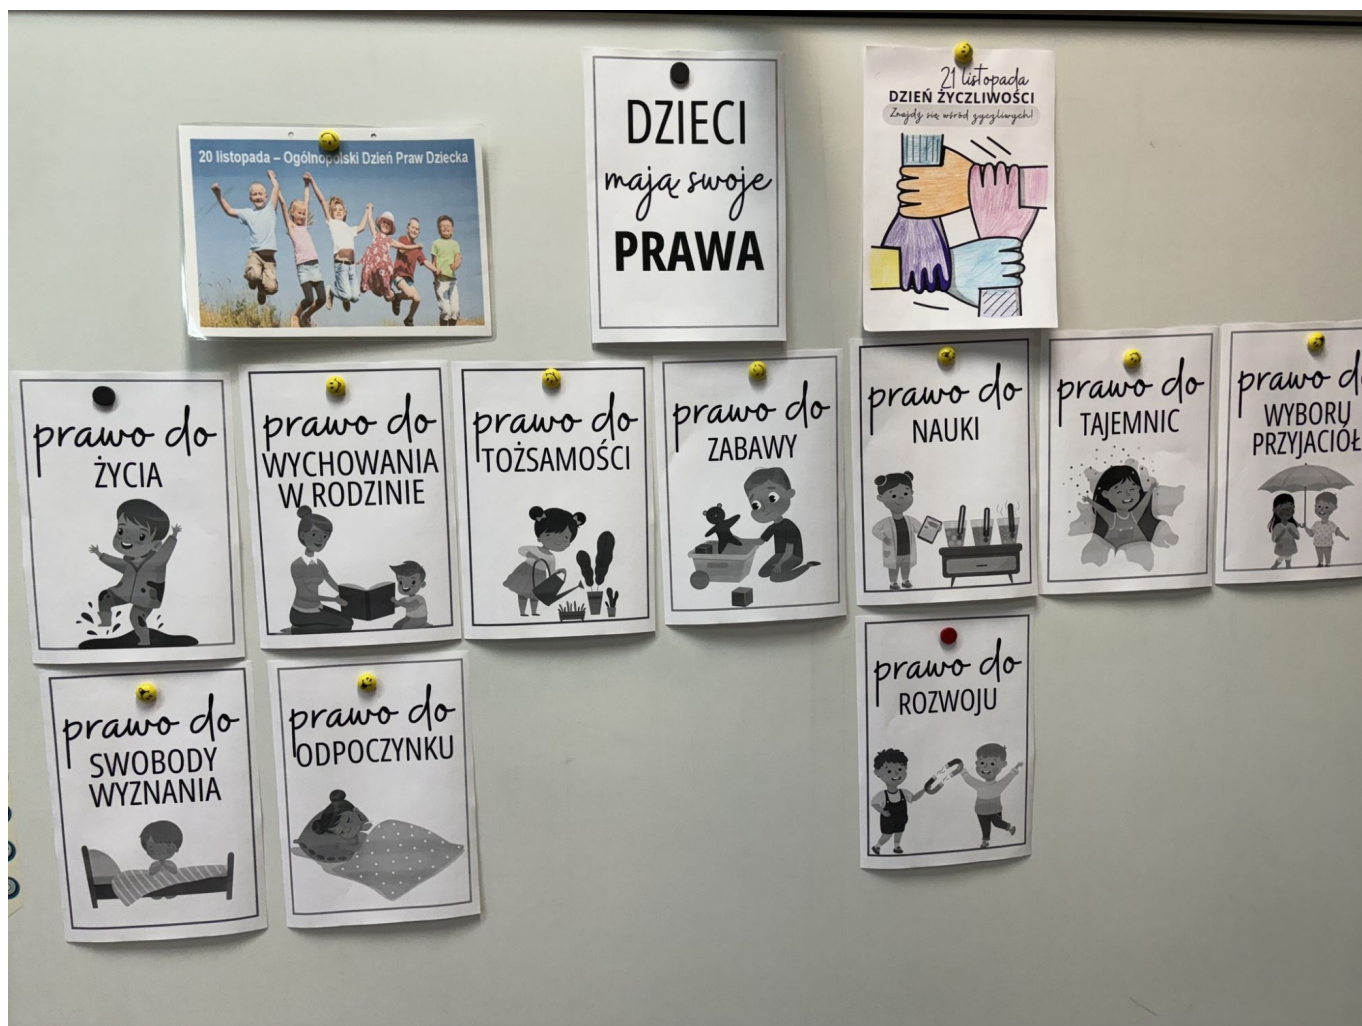 20 listopada – Ogólnopolski Dzień Praw Dziecka
DZIECI
mają swoje
PRAWA
21 listopada
DZIEŃ ŻYCZLIWOŚCI
Znajdź się wśród życzliwych!
prawo do
ŻYCIA
prawo do
WYCHOWANIA
W RODZINIE
prawo do
TOŻSAMOŚCI
prawo do
ZABAWY
prawo do
NAUKI
prawo do
TAJEMNIC
prawo do
WYBORU
PRZYJACIÓŁ
prawo do
SWOBODY
WYZNANIA
prawo do
ODPOCZYNKU
prawo do
ROZWOJU